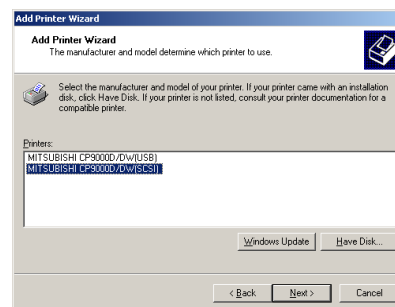 Add Printer Wizard
Add Printer Wizard
The manufacturer and model determine which printer to use.
Select the manufacturer and model of your printer. If your printer came with an installation
disk, click Have Disk. If your printer is not listed, consult your printer documentation for a
compatible printer.
Printers:
MITSUBISHI CP9000D/DW(USB)
MITSUBISHI CP9000D/DW(SCSI)
Windows Update
Have Disk...
< Back
Next >
Cancel